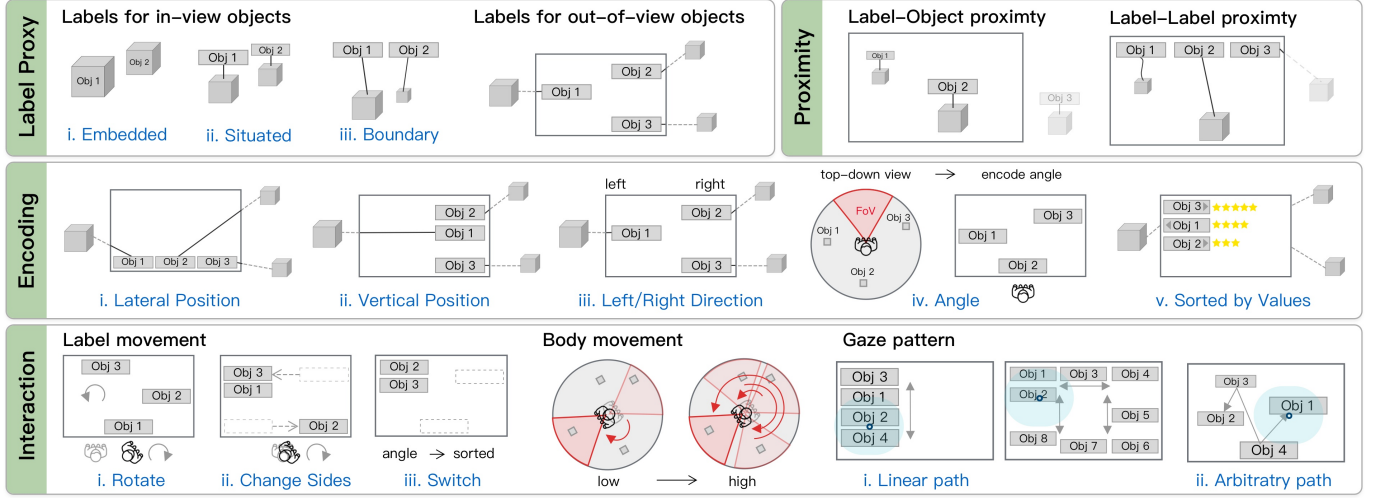 Label Proxy
Labels for in-view objects
Obj 1
Obj 2
i. Embedded
Obj 1
Obj 2
ii. Situated
Obj 1
Obj 2
iii. Boundary
Labels for out-of-view objects
Obj 2
Obj 1
Obj 3
Proximity
Label-Object proximty
Obj 1
Obj 2
Obj 3
Label-Label proximty
Obj 1
Obj 2
Obj 3
Encoding
Obj 1
Obj 2
Obj 3
i. Lateral Position
Obj 2
Obj 1
Obj 3
ii. Vertical Position
left
right
Obj 2
Obj 1
Obj 3
iii. Left/Right Direction
top-down view → encode angle
FoV
Obj 3
Obj 1
Obj 2
Obj 3
Obj 1
Obj 2
iv. Angle
Obj 3
Obj 1
Obj 2
v. Sorted by Values
Interaction
Label movement
Obj 3
Obj 2
Obj 1
i. Rotate
Obj 3
Obj 1
Obj 2
ii. Change Sides
Obj 2
Obj 3
angle → sorted
iii. Switch
Body movement
low → high
Gaze pattern
Obj 3
Obj 1
Obj 2
Obj 4
Obj 1
Obj 3
Obj 4
Obj 2
Obj 5
Obj 8
Obj 7
Obj 6
i. Linear path
Obj 3
Obj 1
Obj 2
Obj 4
ii. Arbitratry path